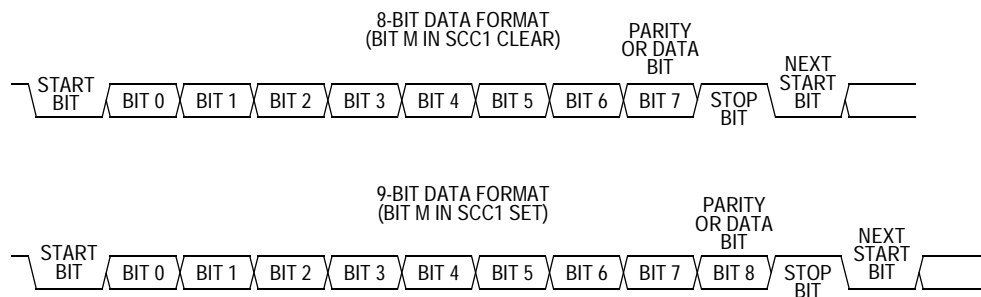 8-BIT DATA FORMAT
(BIT M IN SCC1 CLEAR)
PARITY
OR DATA
BIT
NEXT
START
BIT
START
BIT
BIT 0 BIT 1 BIT 2 BIT 3 BIT 4 BIT 5 BIT 6 BIT 7
STOP
BIT
9-BIT DATA FORMAT
(BIT M IN SCC1 SET)
PARITY
OR DATA
BIT
NEXT
START
BIT
START
BIT
BIT 0 BIT 1 BIT 2 BIT 3 BIT 4 BIT 5 BIT 6 BIT 7 BIT 8
STOP
BIT